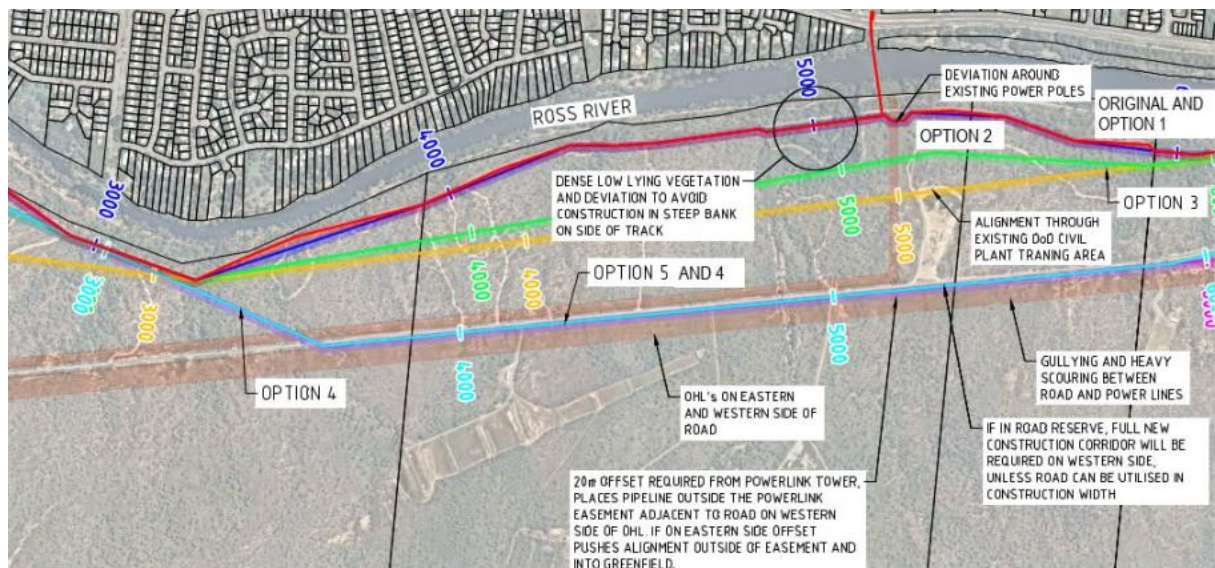 5000
DEVIATION AROUND
EXISTING POWER POLES
ORIGINAL AND
OPTION 1
ROSS RIVER
4000
OPTION 2
3000
DENSE LOW LYING VEGETATION
AND DEVIATION TO AVOID
CONSTRUCTION IN STEEP BANK
ON SIDE OF TRACK
5000
5000
OPTION 3
ALIGNMENT THROUGH
EXISTING DoD CIVIL
PLANT TRANING AREA
3000
3000
4000
4000
OPTION 5 AND 4
4000
5000
OPTION 4
OHL's ON EASTERN
AND WESTERN SIDE OF
ROAD
GULLYING AND HEAVY
SCOURING BETWEEN
ROAD AND POWER LINES
IF IN ROAD RESERVE, FULL NEW
CONSTRUCTION CORRIDOR WILL BE
REQUIRED ON WESTERN SIDE,
UNLESS ROAD CAN BE UTILISED IN
CONSTRUCTION WIDTH
20m OFFSET REQUIRED FROM POWERLINK TOWER,
PLACES PIPELINE OUTSIDE THE POWERLINK
EASEMENT ADJACENT TO ROAD ON WESTERN
SIDE OF OHL. IF ON EASTERN SIDE OFFSET
PUSHES ALIGNMENT OUTSIDE OF EASEMENT AND
INTO GREENFIELD.